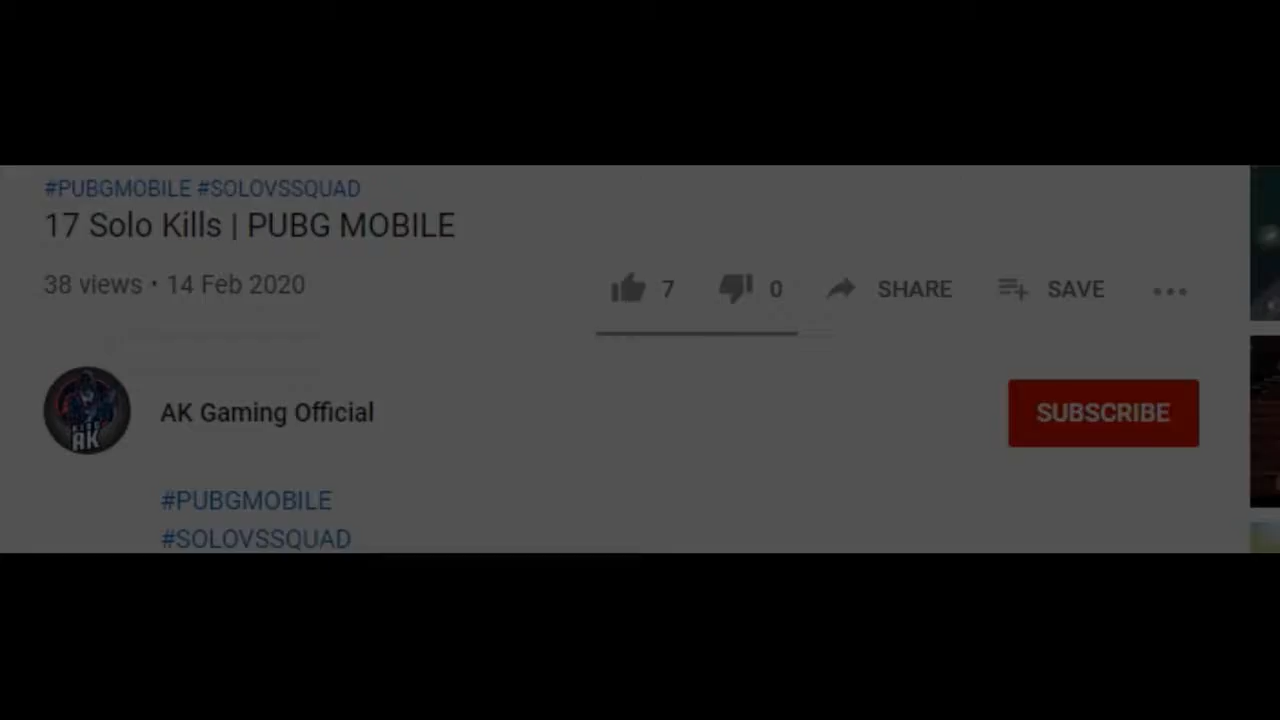 #PUBGMOBILE #SOLOVSSQUAD
17 Solo Kills | PUBG MOBILE
38 views • 14 Feb 2020
7 0 SHARE SAVE
AK Gaming Official
SUBSCRIBE
AK
#PUBGMOBILE
#SOLOVSSQUAD